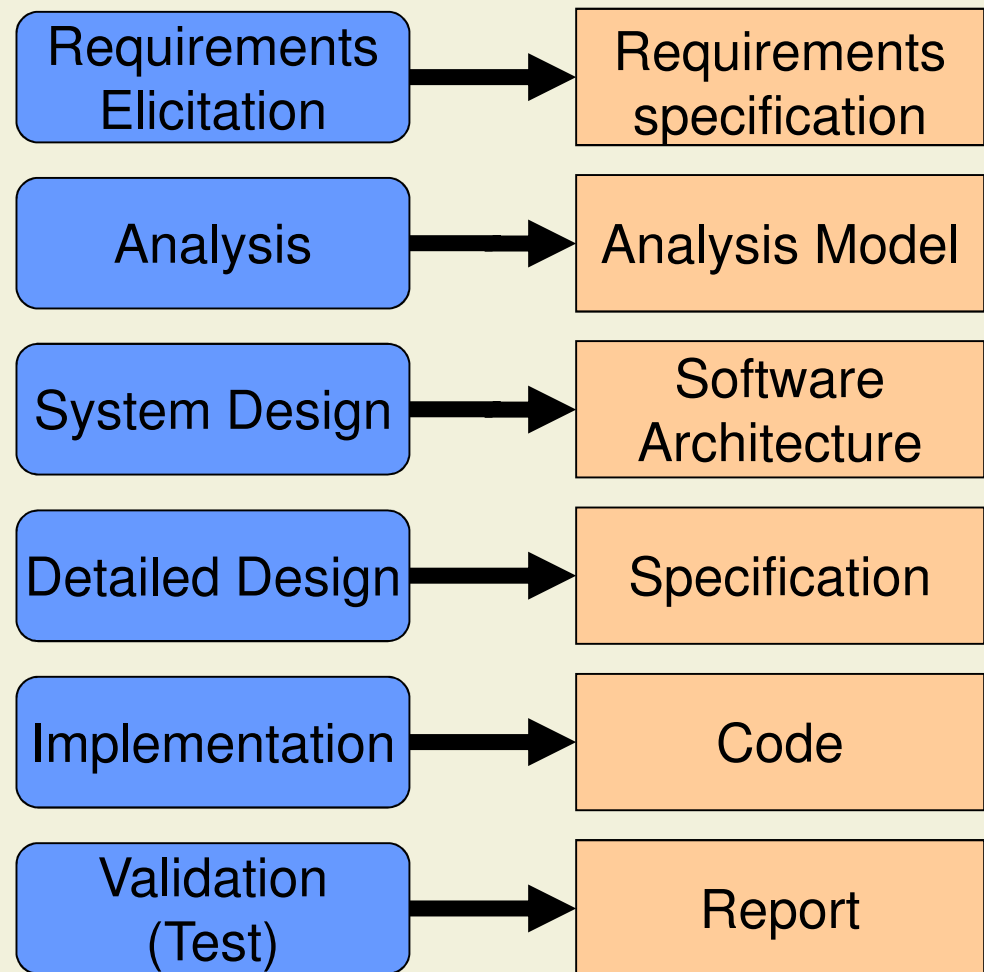 Requirements
Elicitation
Requirements
specification
Analysis
Analysis Model
System Design
Software
Architecture
Detailed Design
Specification
Implementation
Code
Validation
(Test)
Report